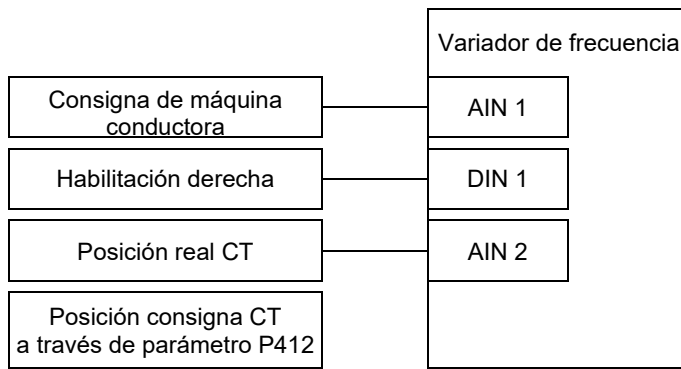 Variador de frecuencia
Consigna de máquina
conductora
AIN 1
Habilitación derecha
DIN 1
Posición real CT
AIN 2
Posición consigna CT
a través de parámetro P412